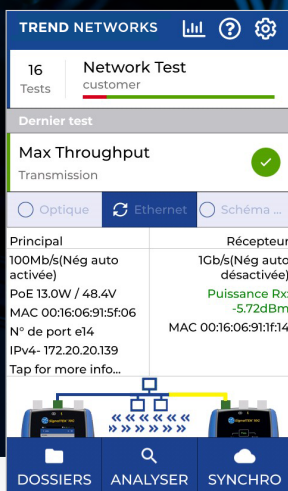 TREND NETWORKS
16
Tests
Network Test
customer
Dernier test
Max Throughput
Transmission
Optique
Ethernet
Schéma ...
Principal
Récepteur
100Mb/s(Nég auto
activée)
1Gb/s(Nég auto
désactivée)
PoE 13.0W / 48.4V
Puissance Rx:
-5.72dBm
MAC 00:16:06:91:5f:06
MAC 00:16:06:91:1f:14
N° de port e14
IPv4- 172.20.20.139
Tap for more info...
DOSSIERS
ANALYSER
SYNCHRO